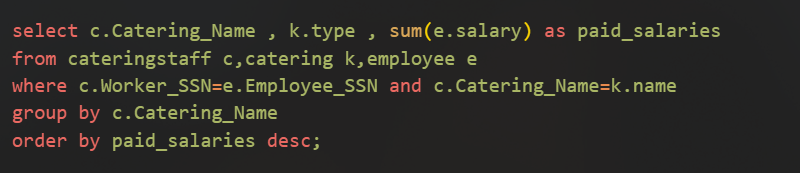 select c.Catering_Name , k.type , sum(e.salary) as paid_salaries
from cateringstaff c,catering k,employee e
where c.Worker_SSN=e.Employee_SSN and c.Catering_Name=k.name
group by c.Catering_Name
order by paid_salaries desc;